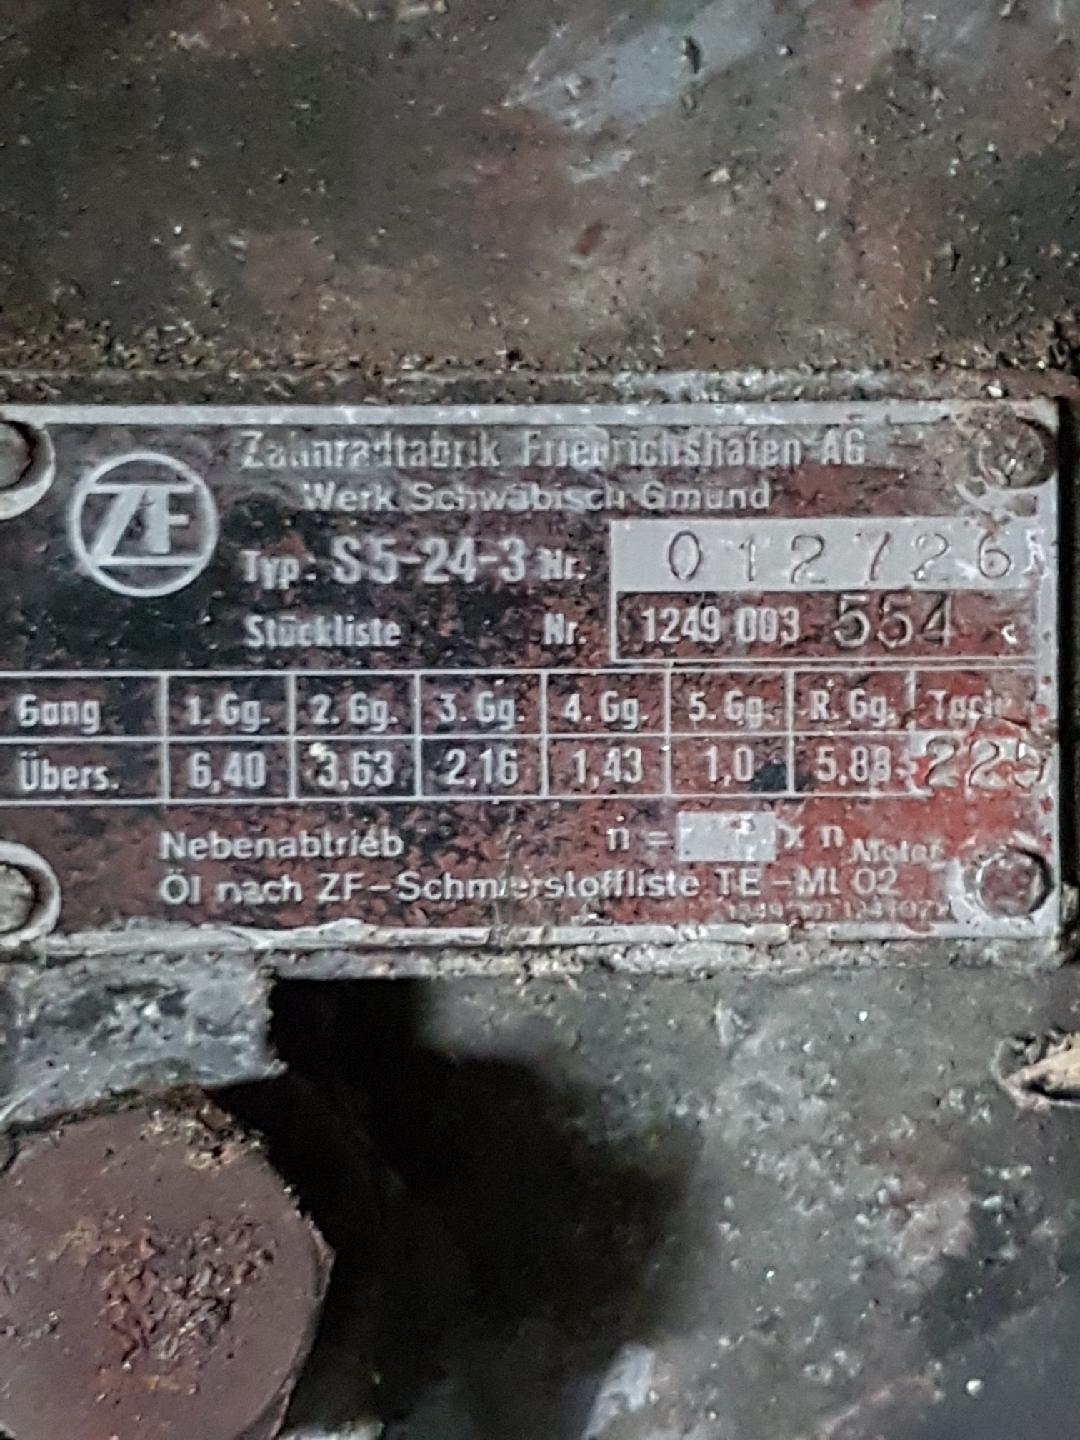 Zahnradfabrik Friedrichshafen AG
Werk Schwäbisch Gmünd
ZF
Typ. S5-24-3 Nr. 012726
Stückliste Nr. 1249 003 554
Gang 1.Gg. 2.Gg. 3.Gg. 4.Gg. 5.Gg. R.Gg.
Übers. 6,40 3,63 2,16 1,43 1,0 5,88 225
Nebenabtrieb n = x n Motor
Öl nach ZF-Schmierstoffliste TE-ML 02